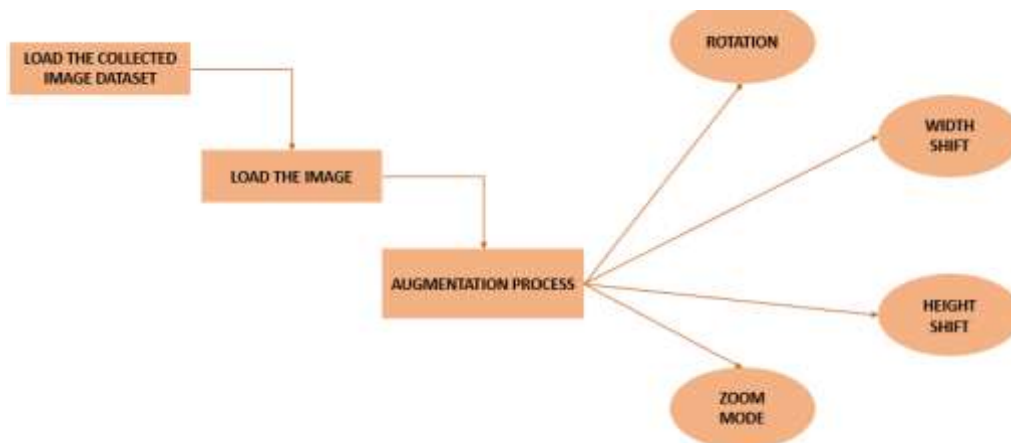 LOAD THE COLLECTED
IMAGE DATASET
LOAD THE IMAGE
AUGMENTATION PROCESS
ROTATION
WIDTH
SHIFT
HEIGHT
SHIFT
ZOOM
MODE